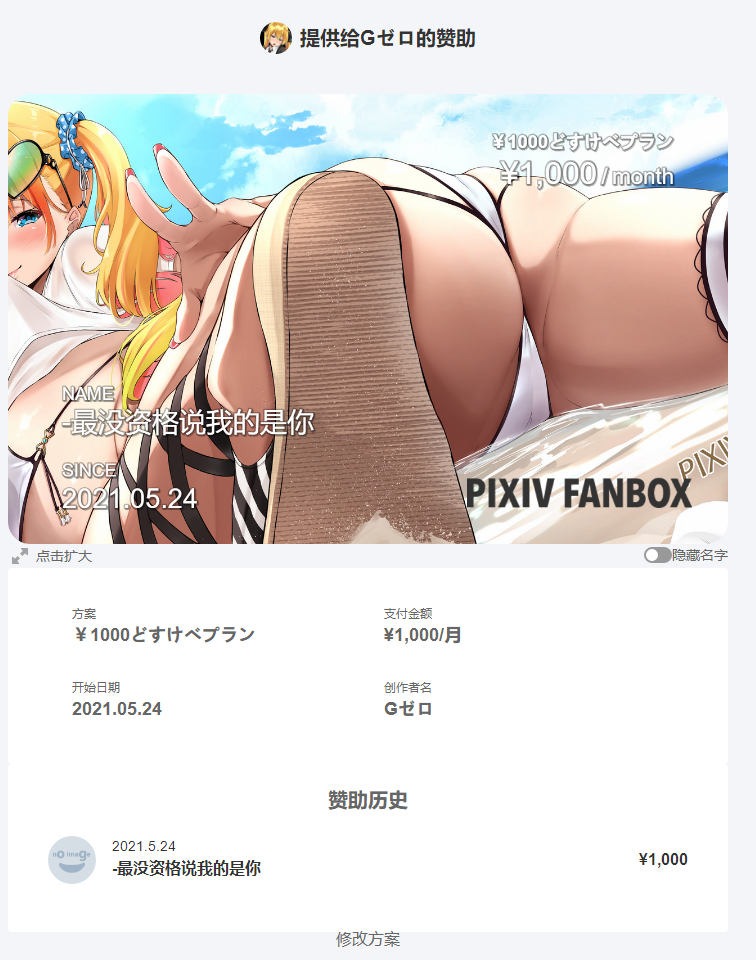 提供给Gゼロ的赞助
￥1000どすけべプラン
¥1,000 / month
NAME
-最没资格说我的是你
SINCE
2021.05.24
PIXIV FANBOX
PIXI
点击扩大
隐藏名字
方案
￥1000どすけべプラン
支付金额
¥1,000/月
开始日期
2021.05.24
创作者名
Gゼロ
赞助历史
no image
2021.5.24
-最没资格说我的是你
¥1,000
修改方案